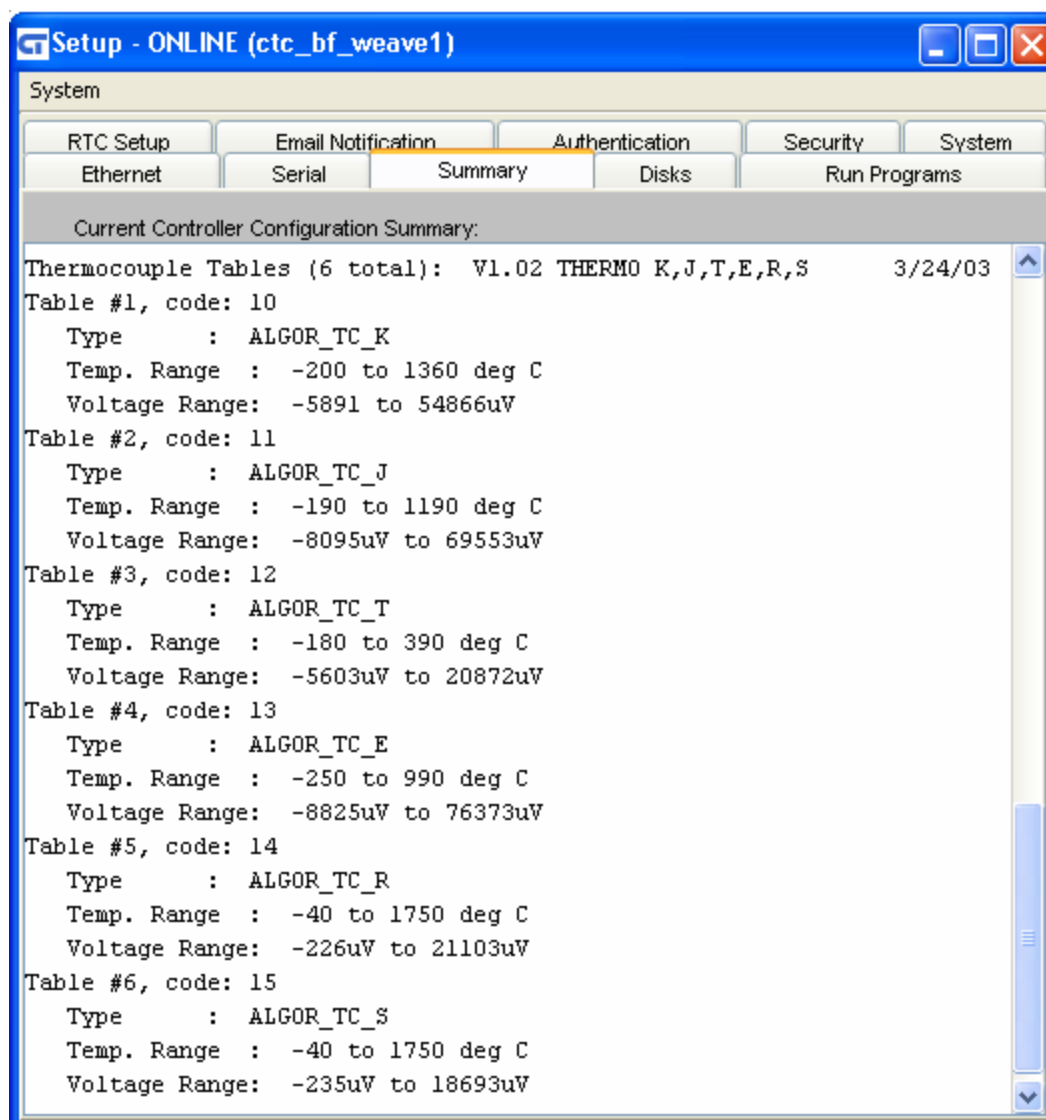 CT Setup - ONLINE (ctc_bf_weave1)
System
RTC Setup Email Notification Authentication Security System
Ethernet Serial Summary Disks Run Programs
Current Controller Configuration Summary:
Thermocouple Tables (6 total):  V1.02 THERMO K,J,T,E,R,S      3/24/03
Table #1, code: 10
   Type      :  ALGOR_TC_K
   Temp. Range  :  -200 to 1360 deg C
   Voltage Range:  -5891 to 54866uV
Table #2, code: 11
   Type      :  ALGOR_TC_J
   Temp. Range  :  -190 to 1190 deg C
   Voltage Range:  -8095uV to 69553uV
Table #3, code: 12
   Type      :  ALGOR_TC_T
   Temp. Range  :  -180 to 390 deg C
   Voltage Range:  -5603uV to 20872uV
Table #4, code: 13
   Type      :  ALGOR_TC_E
   Temp. Range  :  -250 to 990 deg C
   Voltage Range:  -8825uV to 76373uV
Table #5, code: 14
   Type      :  ALGOR_TC_R
   Temp. Range  :  -40 to 1750 deg C
   Voltage Range:  -226uV to 21103uV
Table #6, code: 15
   Type      :  ALGOR_TC_S
   Temp. Range  :  -40 to 1750 deg C
   Voltage Range:  -235uV to 18693uV